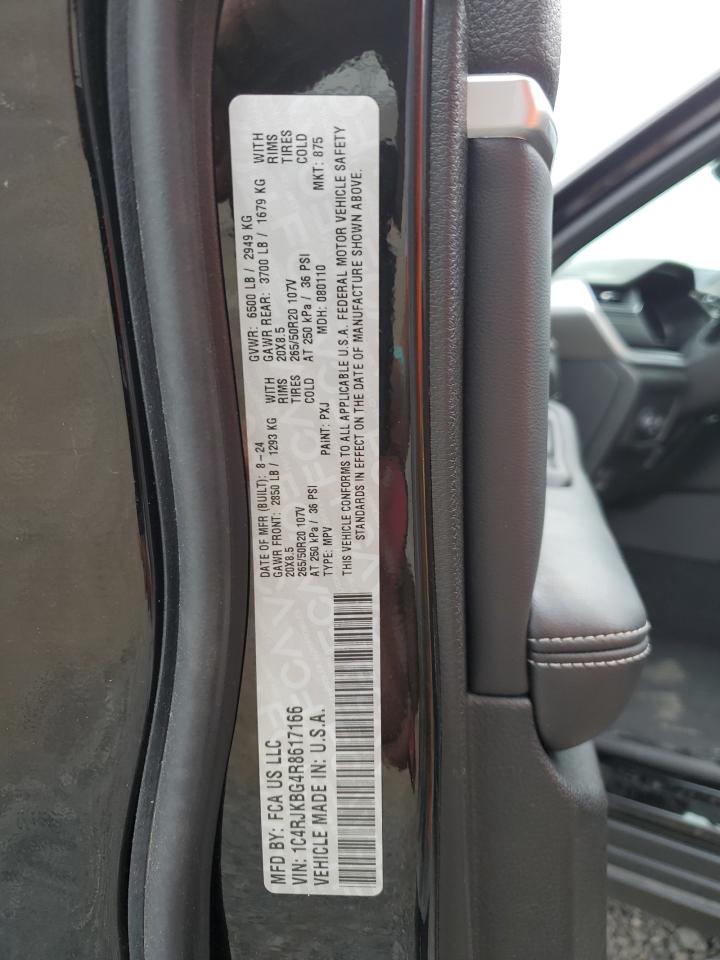 MFD BY: FCA US LLC
VIN: 1C4RJKBG4R8617166
VEHICLE MADE IN: U.S.A.
DATE OF MFR (BUILT): 8-24
GAWR FRONT: 2850 LB / 1293 KG WITH
20X8.5 RIMS
265/50R20 107V TIRES
AT 250 kPa / 36 PSI COLD
TYPE: MPV PAINT: PXJ
GVWR: 6500 LB / 2949 KG
GAWR REAR: 3700 LB / 1679 KG WITH
20X8.5 RIMS
265/50R20 107V TIRES
AT 250 kPa / 36 PSI COLD
MDH: 080110 MKT: 875
THIS VEHICLE CONFORMS TO ALL APPLICABLE U.S.A. FEDERAL MOTOR VEHICLE SAFETY
STANDARDS IN EFFECT ON THE DATE OF MANUFACTURE SHOWN ABOVE.